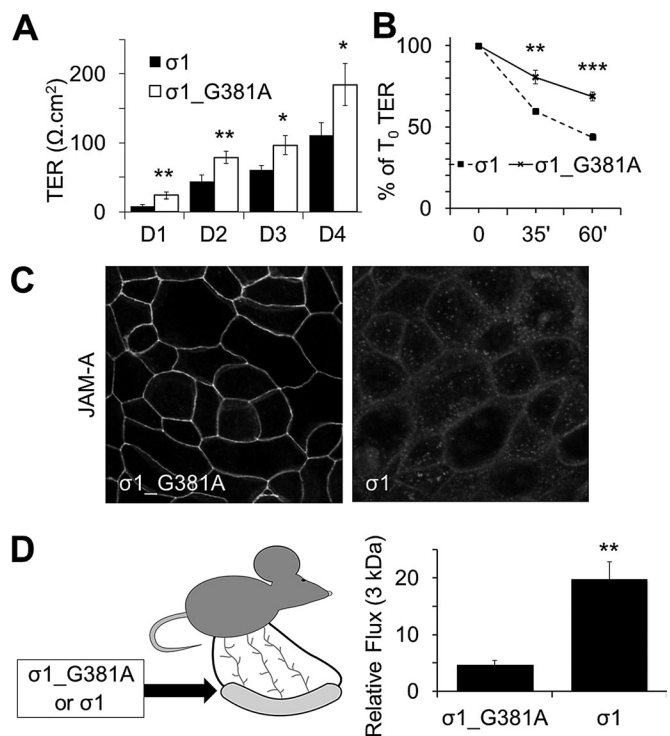 A
TER (Ω.cm²)
200
100
0
σ1
σ1_G381A
**
**
*
*
D1 D2 D3 D4
B
% of T₀ TER
100
50
0
**
***
σ1 σ1_G381A
0 35' 60'
C
JAM-A
σ1_G381A
σ1
D
σ1_G381A
or σ1
Relative Flux (3 kDa)
20
10
0
**
σ1_G381A σ1